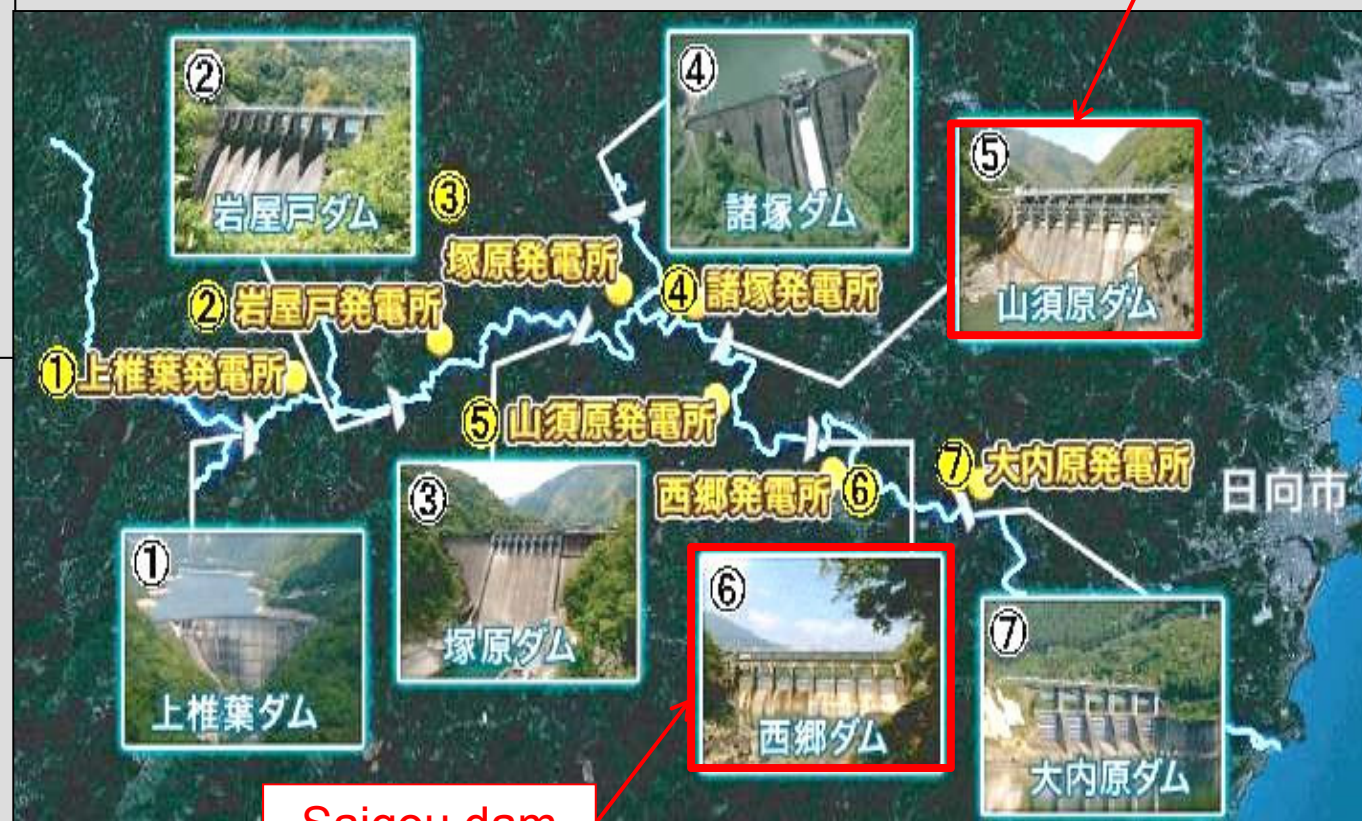 ②
岩屋戸ダム
④
諸塚ダム
⑤
山須原ダム
③
塚原発電所
② 岩屋戸発電所
④ 諸塚発電所
① 上椎葉発電所
⑤ 山須原発電所
西郷発電所 ⑥
⑦ 大内原発電所
日向市
①
上椎葉ダム
③
塚原ダム
⑥
西郷ダム
⑦
大内原ダム
Saigou dam